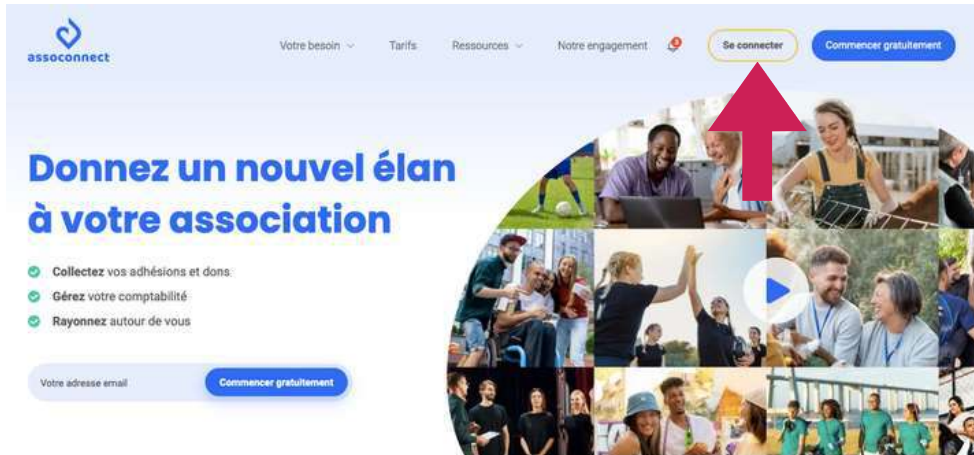 assoconnect
Votre besoin
Tarifs
Ressources
Notre engagement
Se connecter
Commencer gratuitement
Donnez un nouvel élan
à votre association
Collectez vos adhésions et dons
Gérez votre comptabilité
Rayonnez autour de vous
Votre adresse email
Commencer gratuitement